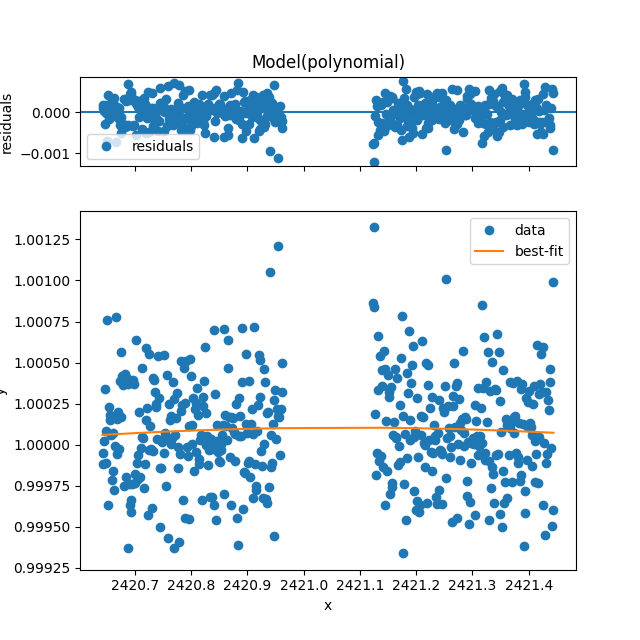 Model(polynomial)
residuals
0.000
−0.001
residuals
y
1.00125
1.00100
1.00075
1.00050
1.00025
1.00000
0.99975
0.99950
0.99925
data
best-fit
2420.7 2420.8 2420.9 2421.0 2421.1 2421.2 2421.3 2421.4
x